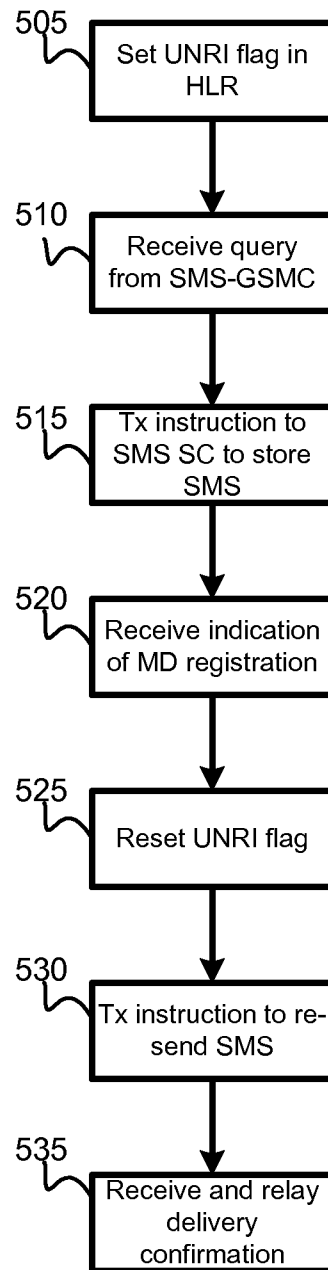 505
Set UNRI flag in
HLR
510
Receive query
from SMS-GSMC
515
Tx instruction to
SMS SC to store
SMS
520
Receive indication
of MD registration
525
Reset UNRI flag
530
Tx instruction to re-
send SMS
535
Receive and relay
delivery
confirmation